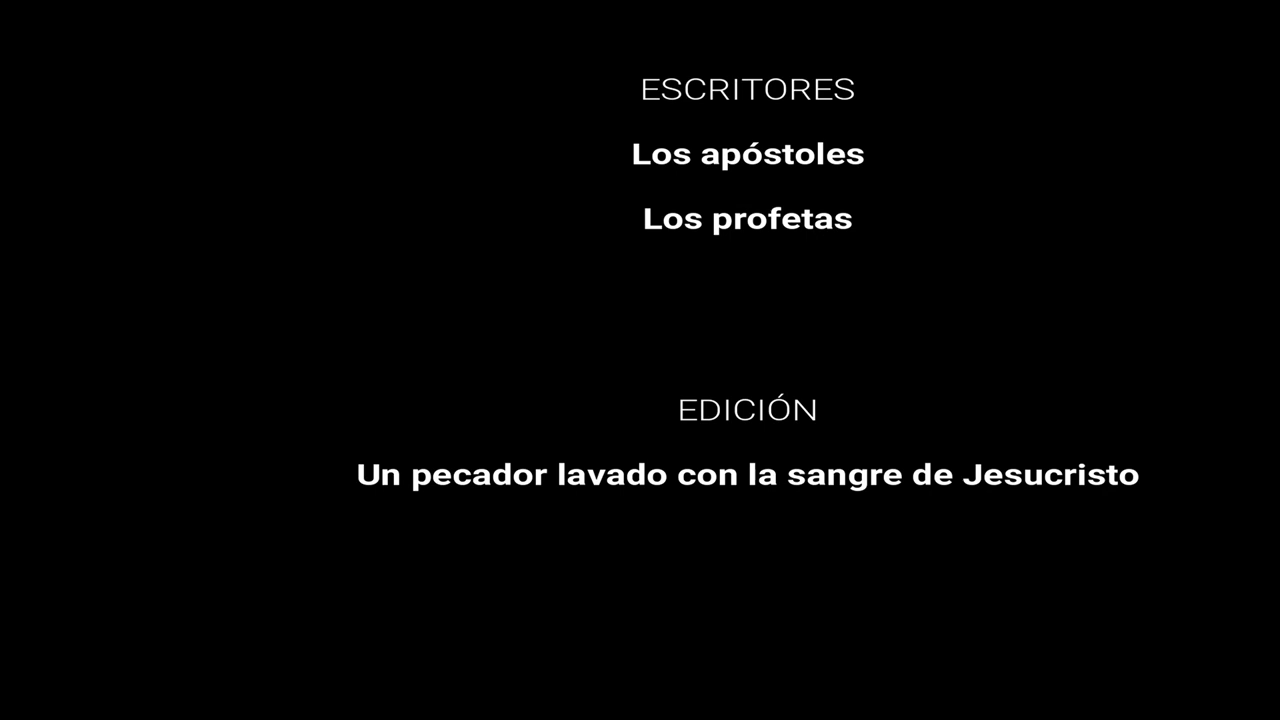 ESCRITORES
Los apóstoles
Los profetas
EDICIÓN
Un pecador lavado con la sangre de Jesucristo